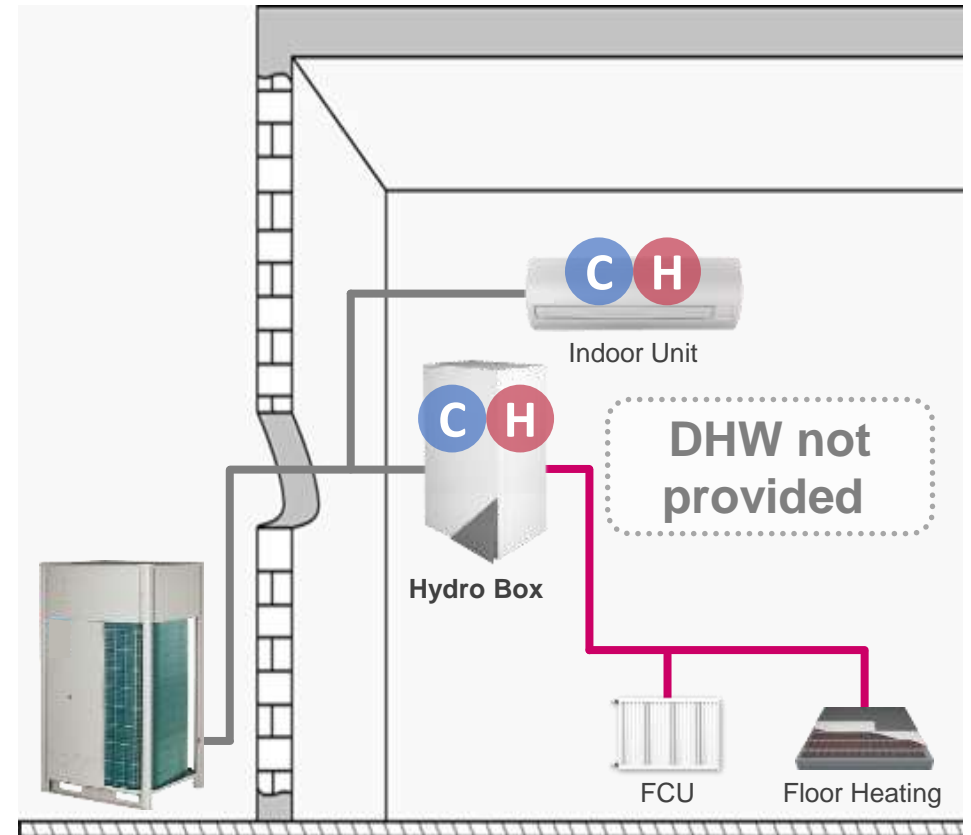 C H
Indoor Unit
C H
DHW not
provided
Hydro Box
FCU
Floor Heating